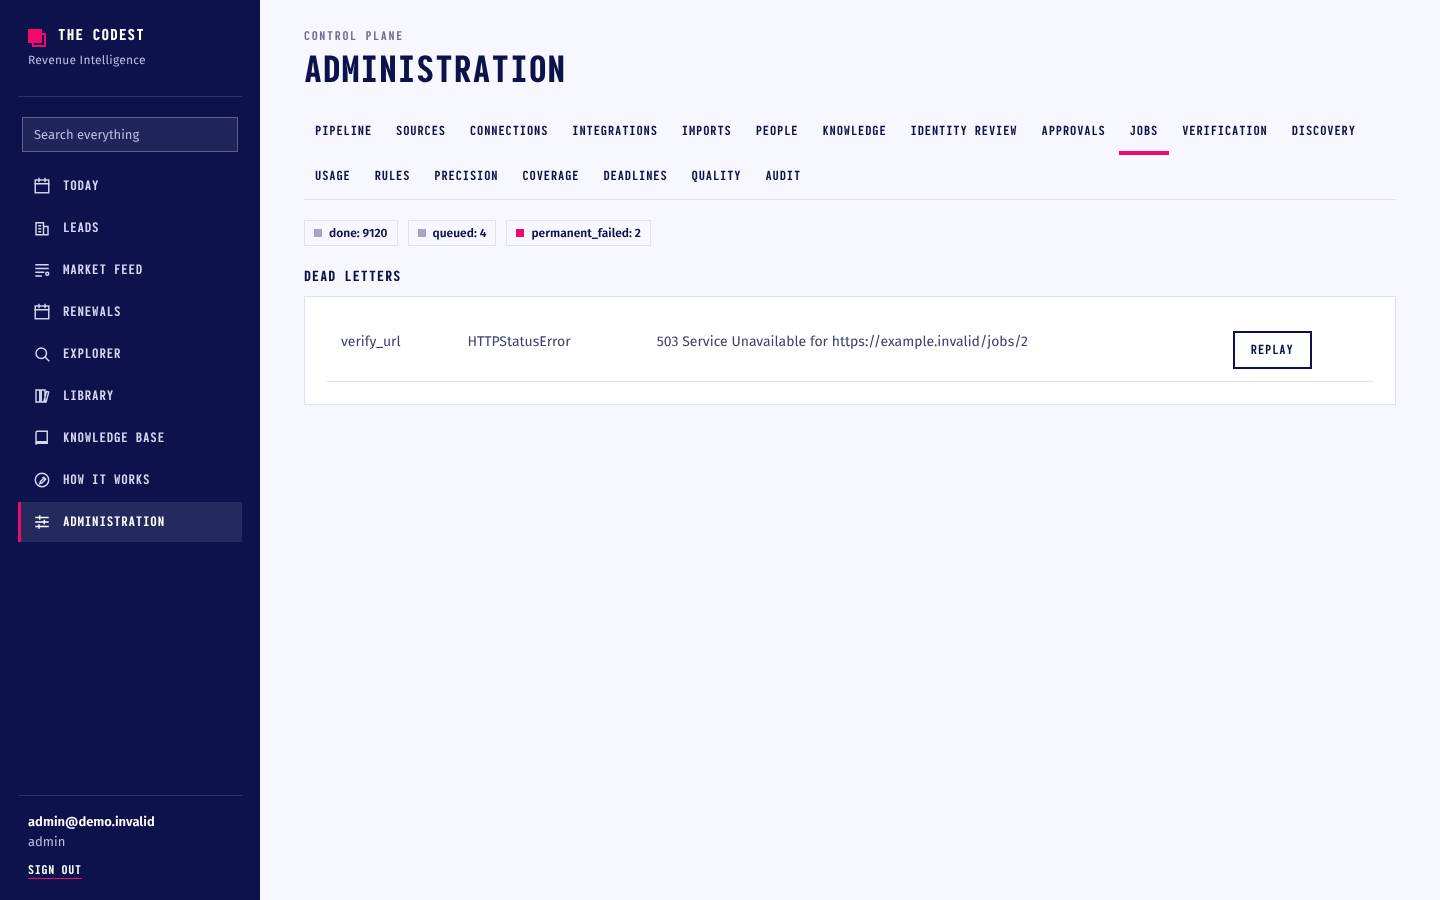 THE CODEST
Revenue Intelligence
Search everything
TODAY
LEADS
MARKET FEED
RENEWALS
EXPLORER
LIBRARY
KNOWLEDGE BASE
HOW IT WORKS
ADMINISTRATION
admin@demo.invalid
admin
SIGN OUT
CONTROL PLANE
ADMINISTRATION
PIPELINE SOURCES CONNECTIONS INTEGRATIONS IMPORTS PEOPLE KNOWLEDGE IDENTITY REVIEW APPROVALS JOBS VERIFICATION DISCOVERY
USAGE RULES PRECISION COVERAGE DEADLINES QUALITY AUDIT
done: 9120 queued: 4 permanent_failed: 2
DEAD LETTERS
verify_url HTTPStatusError 503 Service Unavailable for https://example.invalid/jobs/2 REPLAY